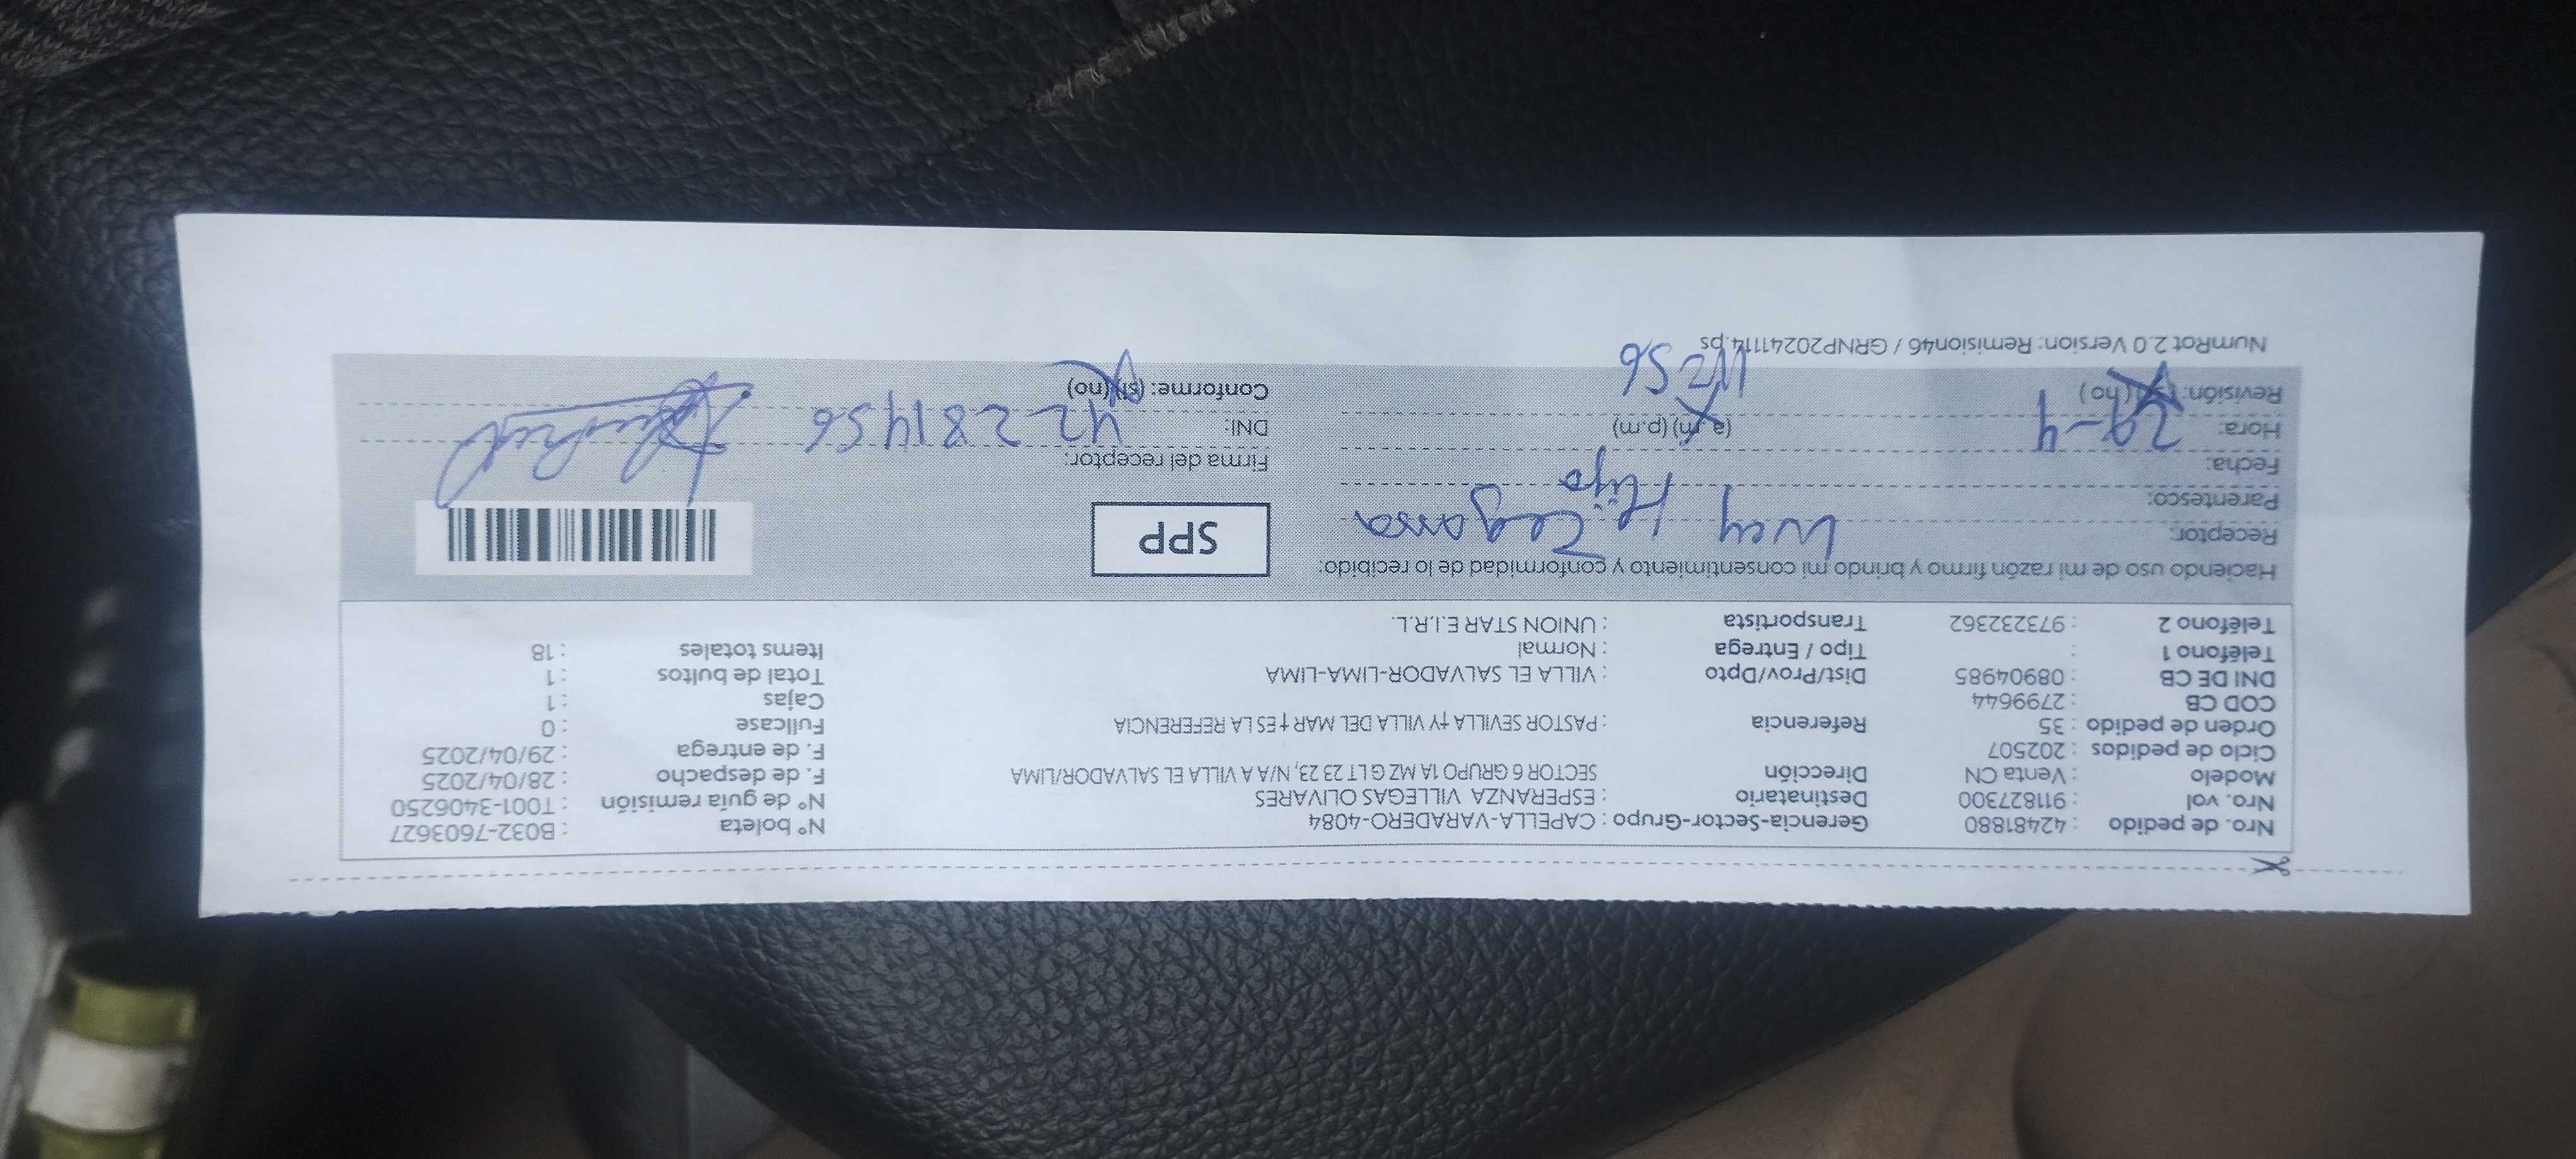 Nro. de pedido : 42481880 Gerencia-Sector-Grupo : CAPELLA-VARADERO-4084 N° boleta : B032-7603627
Nro. vol : 911827300 Destinatario : ESPERANZA VILLEGAS OLIVARES N° de guía remisión : T001-3406250
Modelo : Venta CN Dirección SECTOR 6 GRUPO 1A MZ G LT 23 23, N/A A VILLA EL SALVADOR/LIMA F. de despacho : 28/04/2025
Ciclo de pedidos : 202507 F. de entrega : 29/04/2025
Orden de pedido : 35 Referencia : PASTOR SEVILLA †Y VILLA DEL MAR † ES LA REFERENCIA Fullcase : 0
COD CB : 2799644 Cajas : 1
DNI DE CB : 08904985 Dist/Prov/Dpto : VILLA EL SALVADOR-LIMA-LIMA Total de bultos : 1
Teléfono 1 : Tipo / Entrega : Normal Items totales : 18
Teléfono 2 : 973232362 Transportista : UNION STAR E.I.R.L.
Haciendo uso de mi razón firmo y brindo mi consentimiento y conformidad de lo recibido:
SPP
Receptor: Lucy
Parentesco: Hijo
Fecha: 29-4
Firma del receptor:
Hora: (a.m) (p.m) 11:56
DNI: 42281456
Revisión: (si) (no)
Conforme: (si) (no)
NumRot 2.0 Version: Remision46 / GRNP20241114.ps